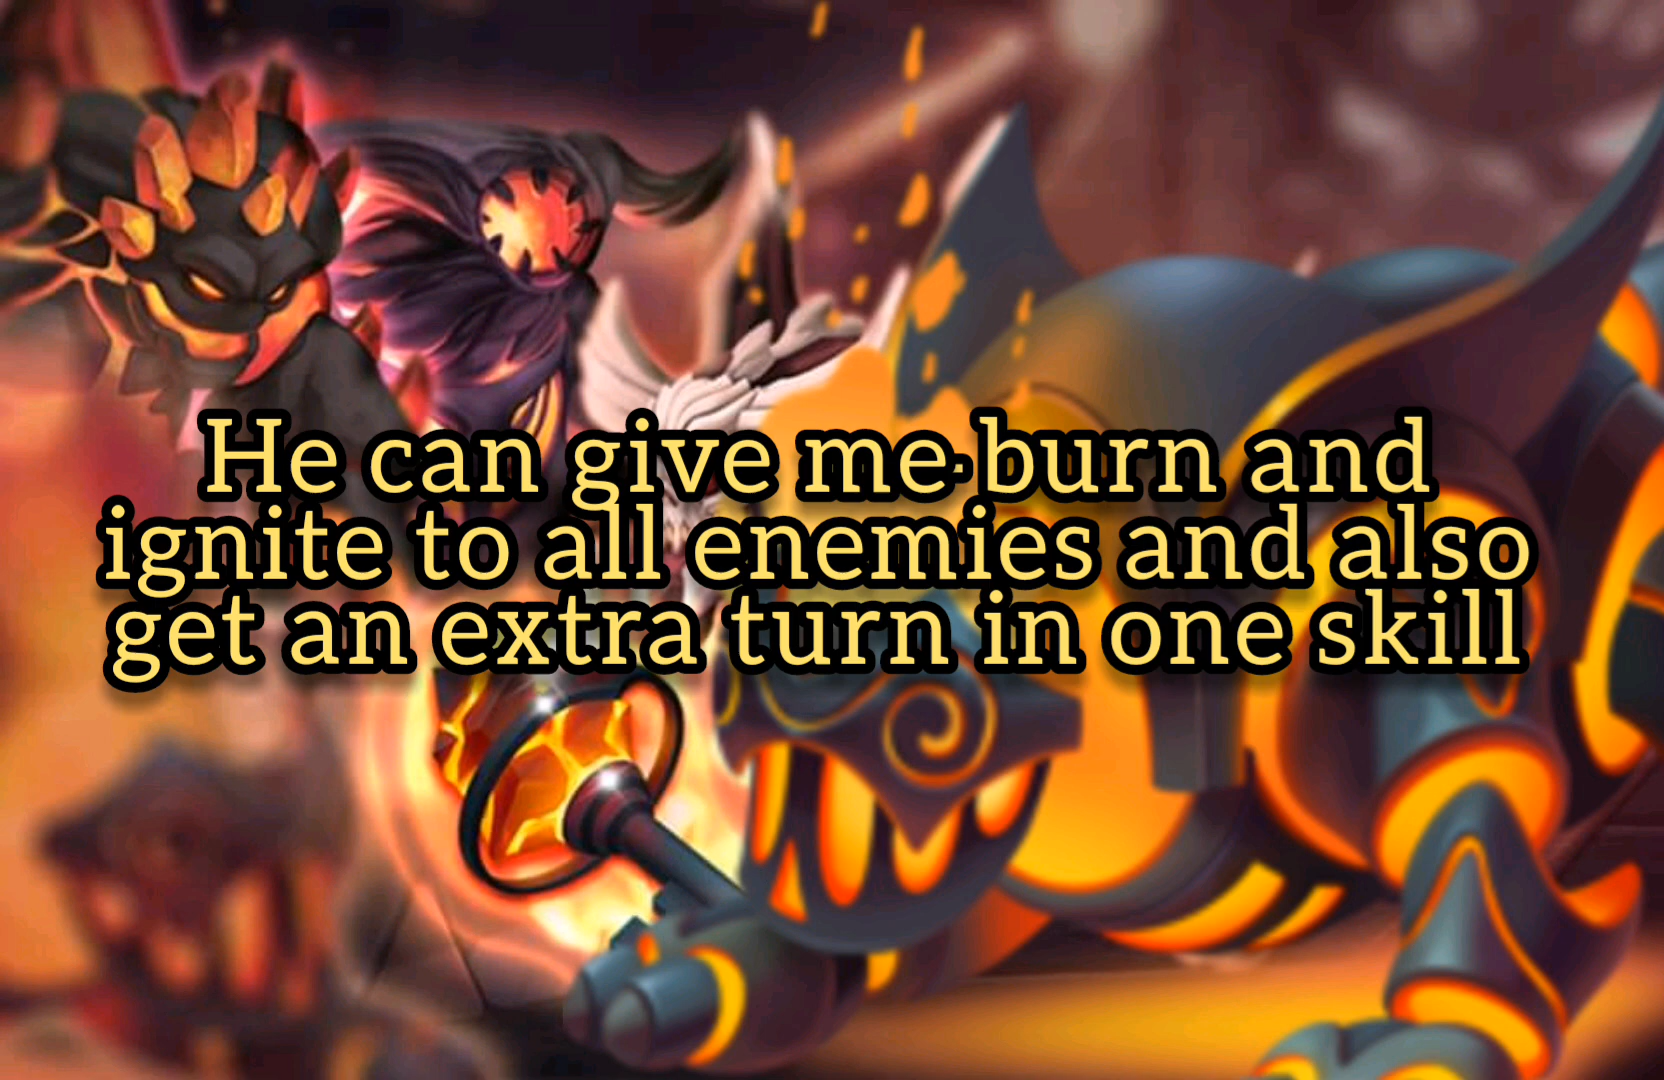 He can give me burn and
ignite to all enemies and also
get an extra turn in one skill